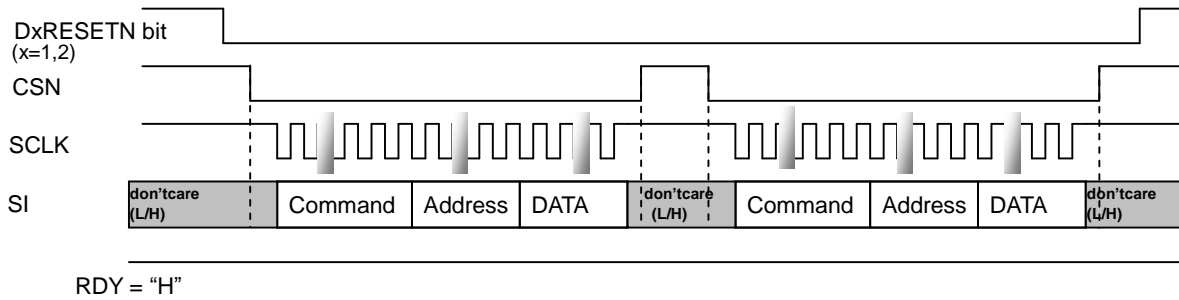 DxRESETN bit
(x=1,2)
CSN
SCLK
SI
don'tcare
(L/H)
Command
Address
DATA
don'tcare
(L/H)
Command
Address
DATA
don'tcare
(L/H)
RDY = “H”